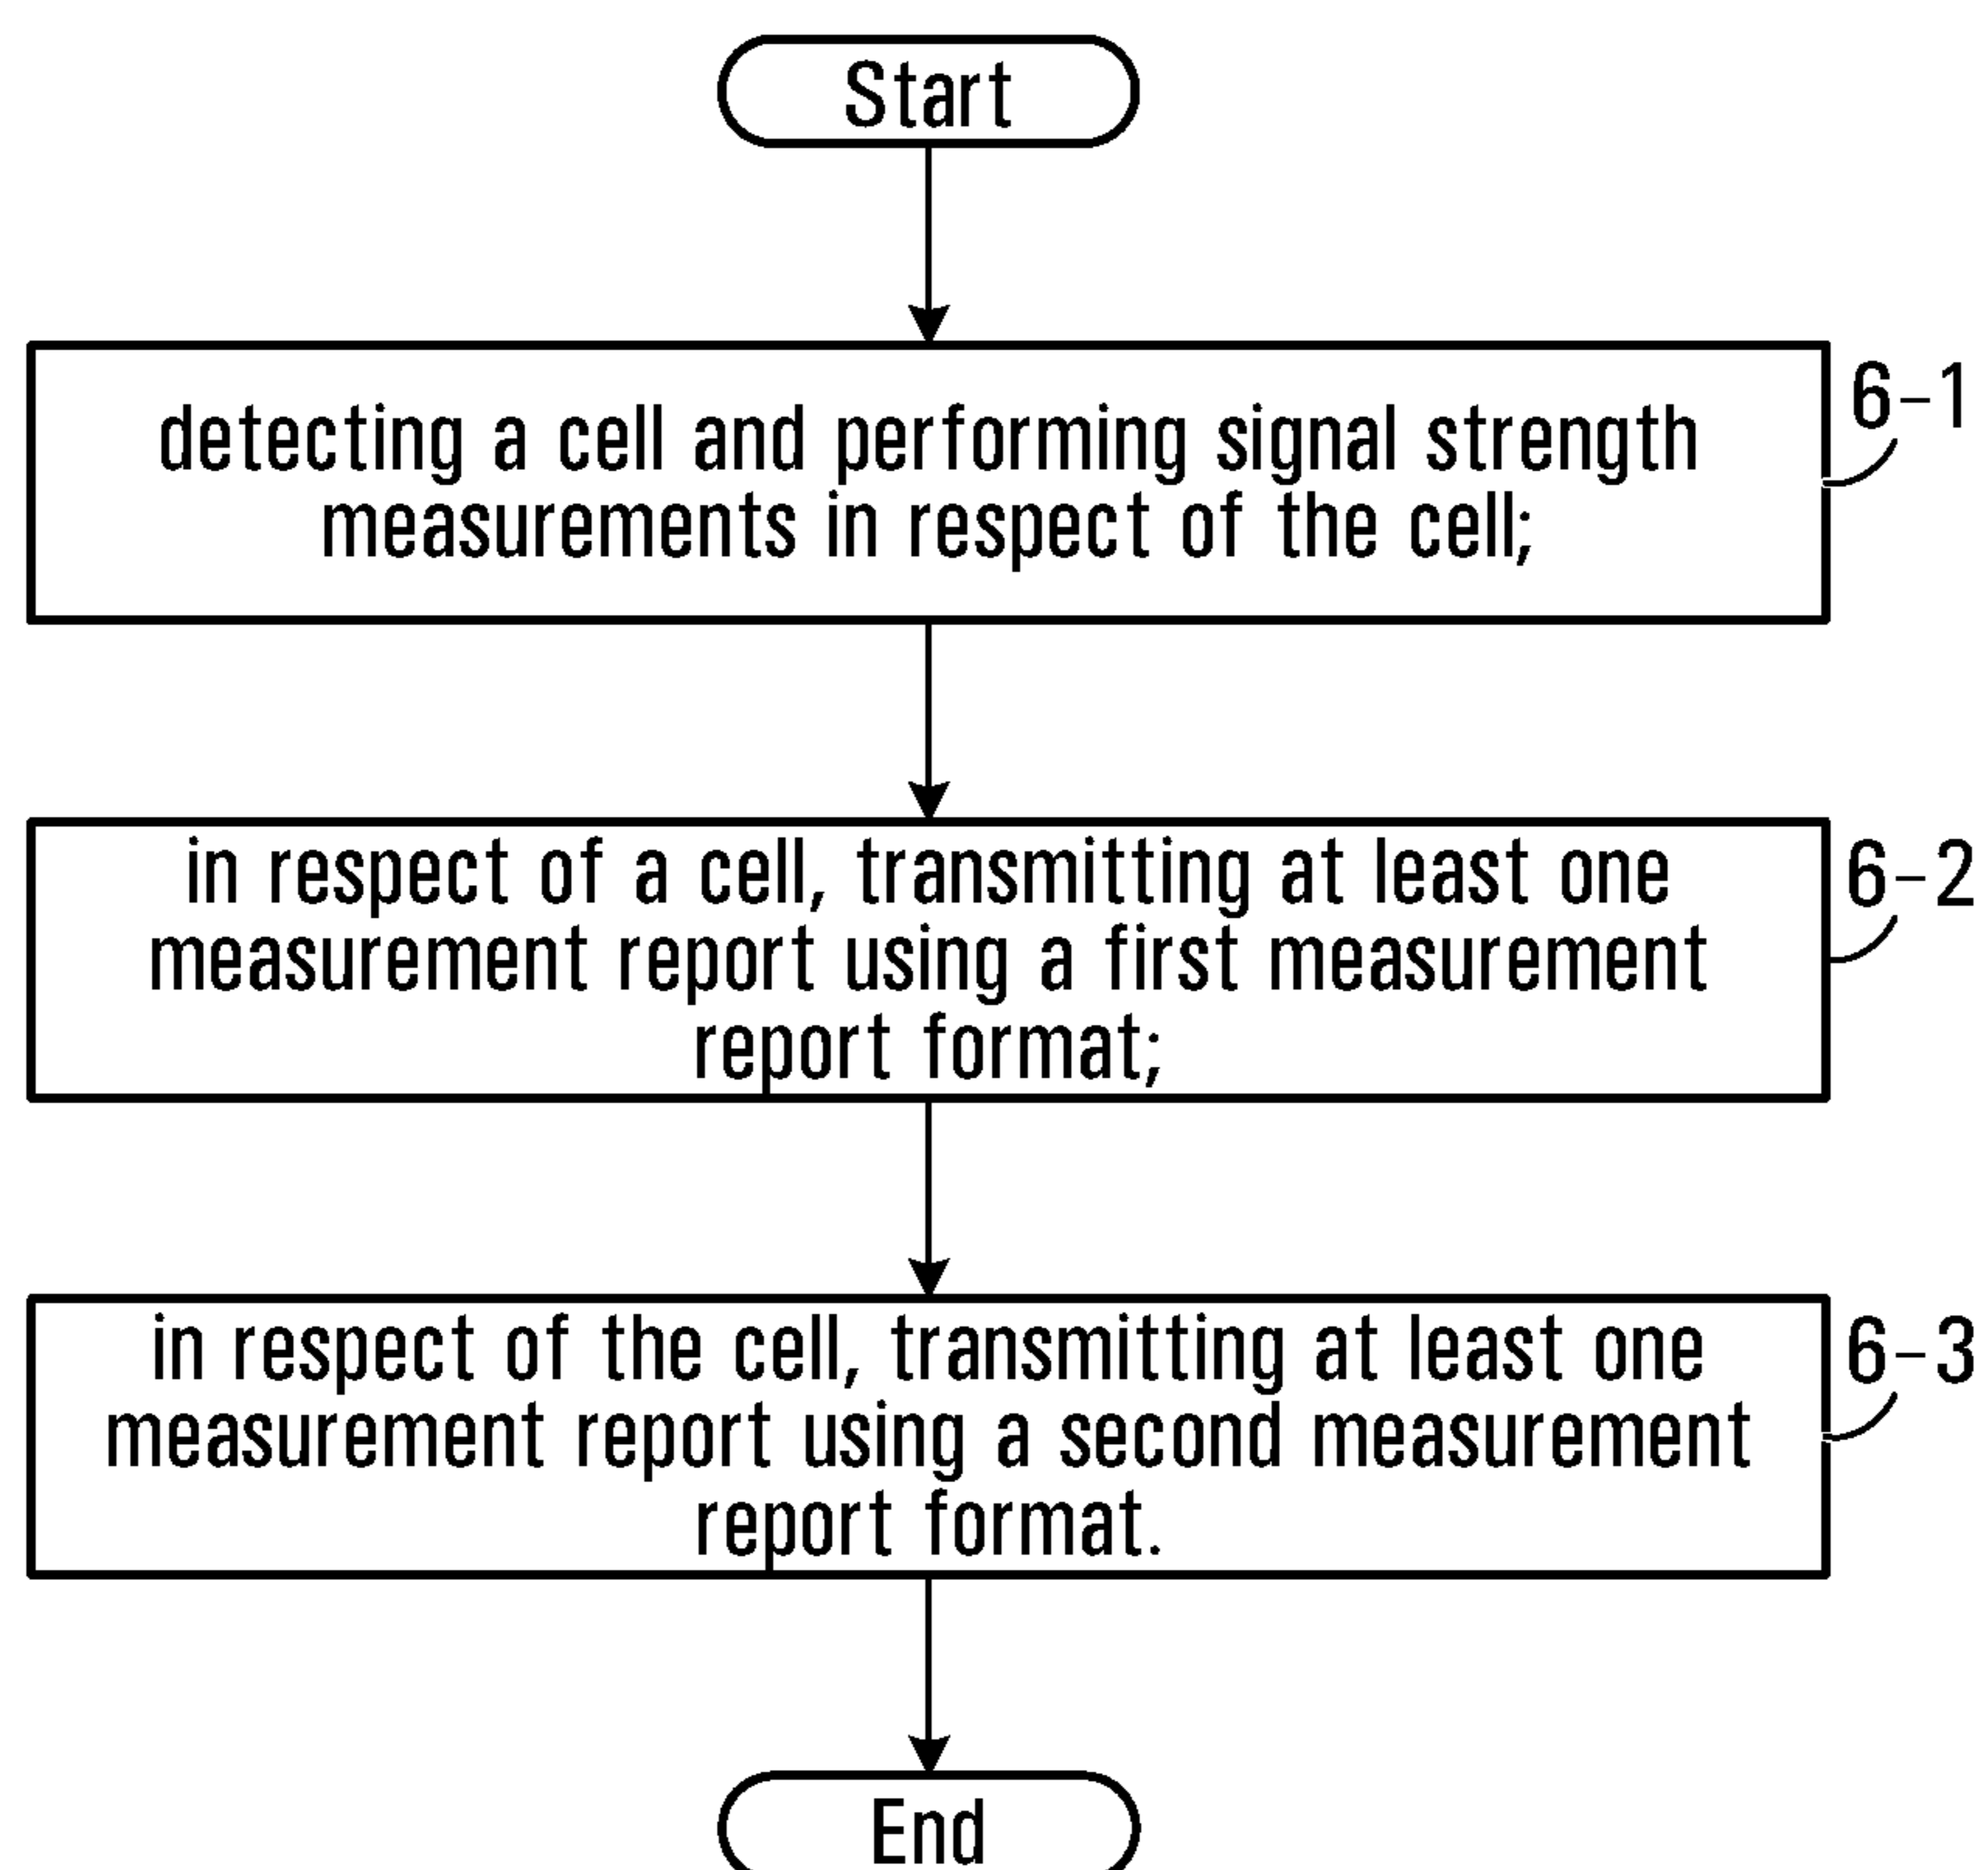 Start
detecting a cell and performing signal strength
measurements in respect of the cell;
6-1
in respect of a cell, transmitting at least one
measurement report using a first measurement
report format;
6-2
in respect of the cell, transmitting at least one
measurement report using a second measurement
report format.
6-3
End